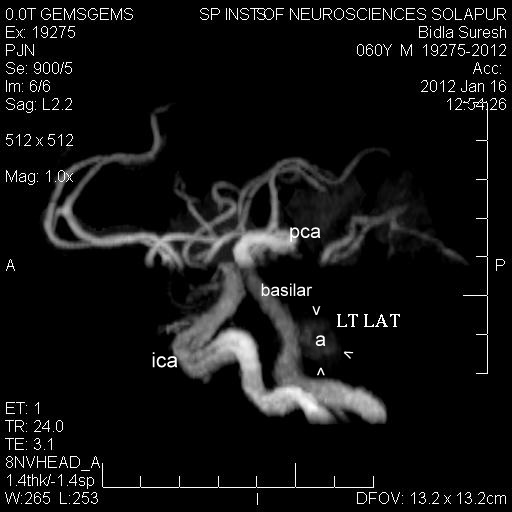 0.0T GEMSGEMS
Ex: 19275
PJN
Se: 900/5
Im: 6/6
Sag: L2.2
512 x 512
Mag: 1.0x
SP INSTSOF NEUROSCIENCES SOLAPUR
Bidla Suresh
060Y M 19275-2012
Acc:
2012 Jan 16
12:54:26
pca
A
P
basilar
LT LAT
a
ica
ET: 1
TR: 24.0
TE: 3.1
8NVHEAD_A
1.4thk/-1.4sp
W:265 L:253
DFOV: 13.2 x 13.2cm